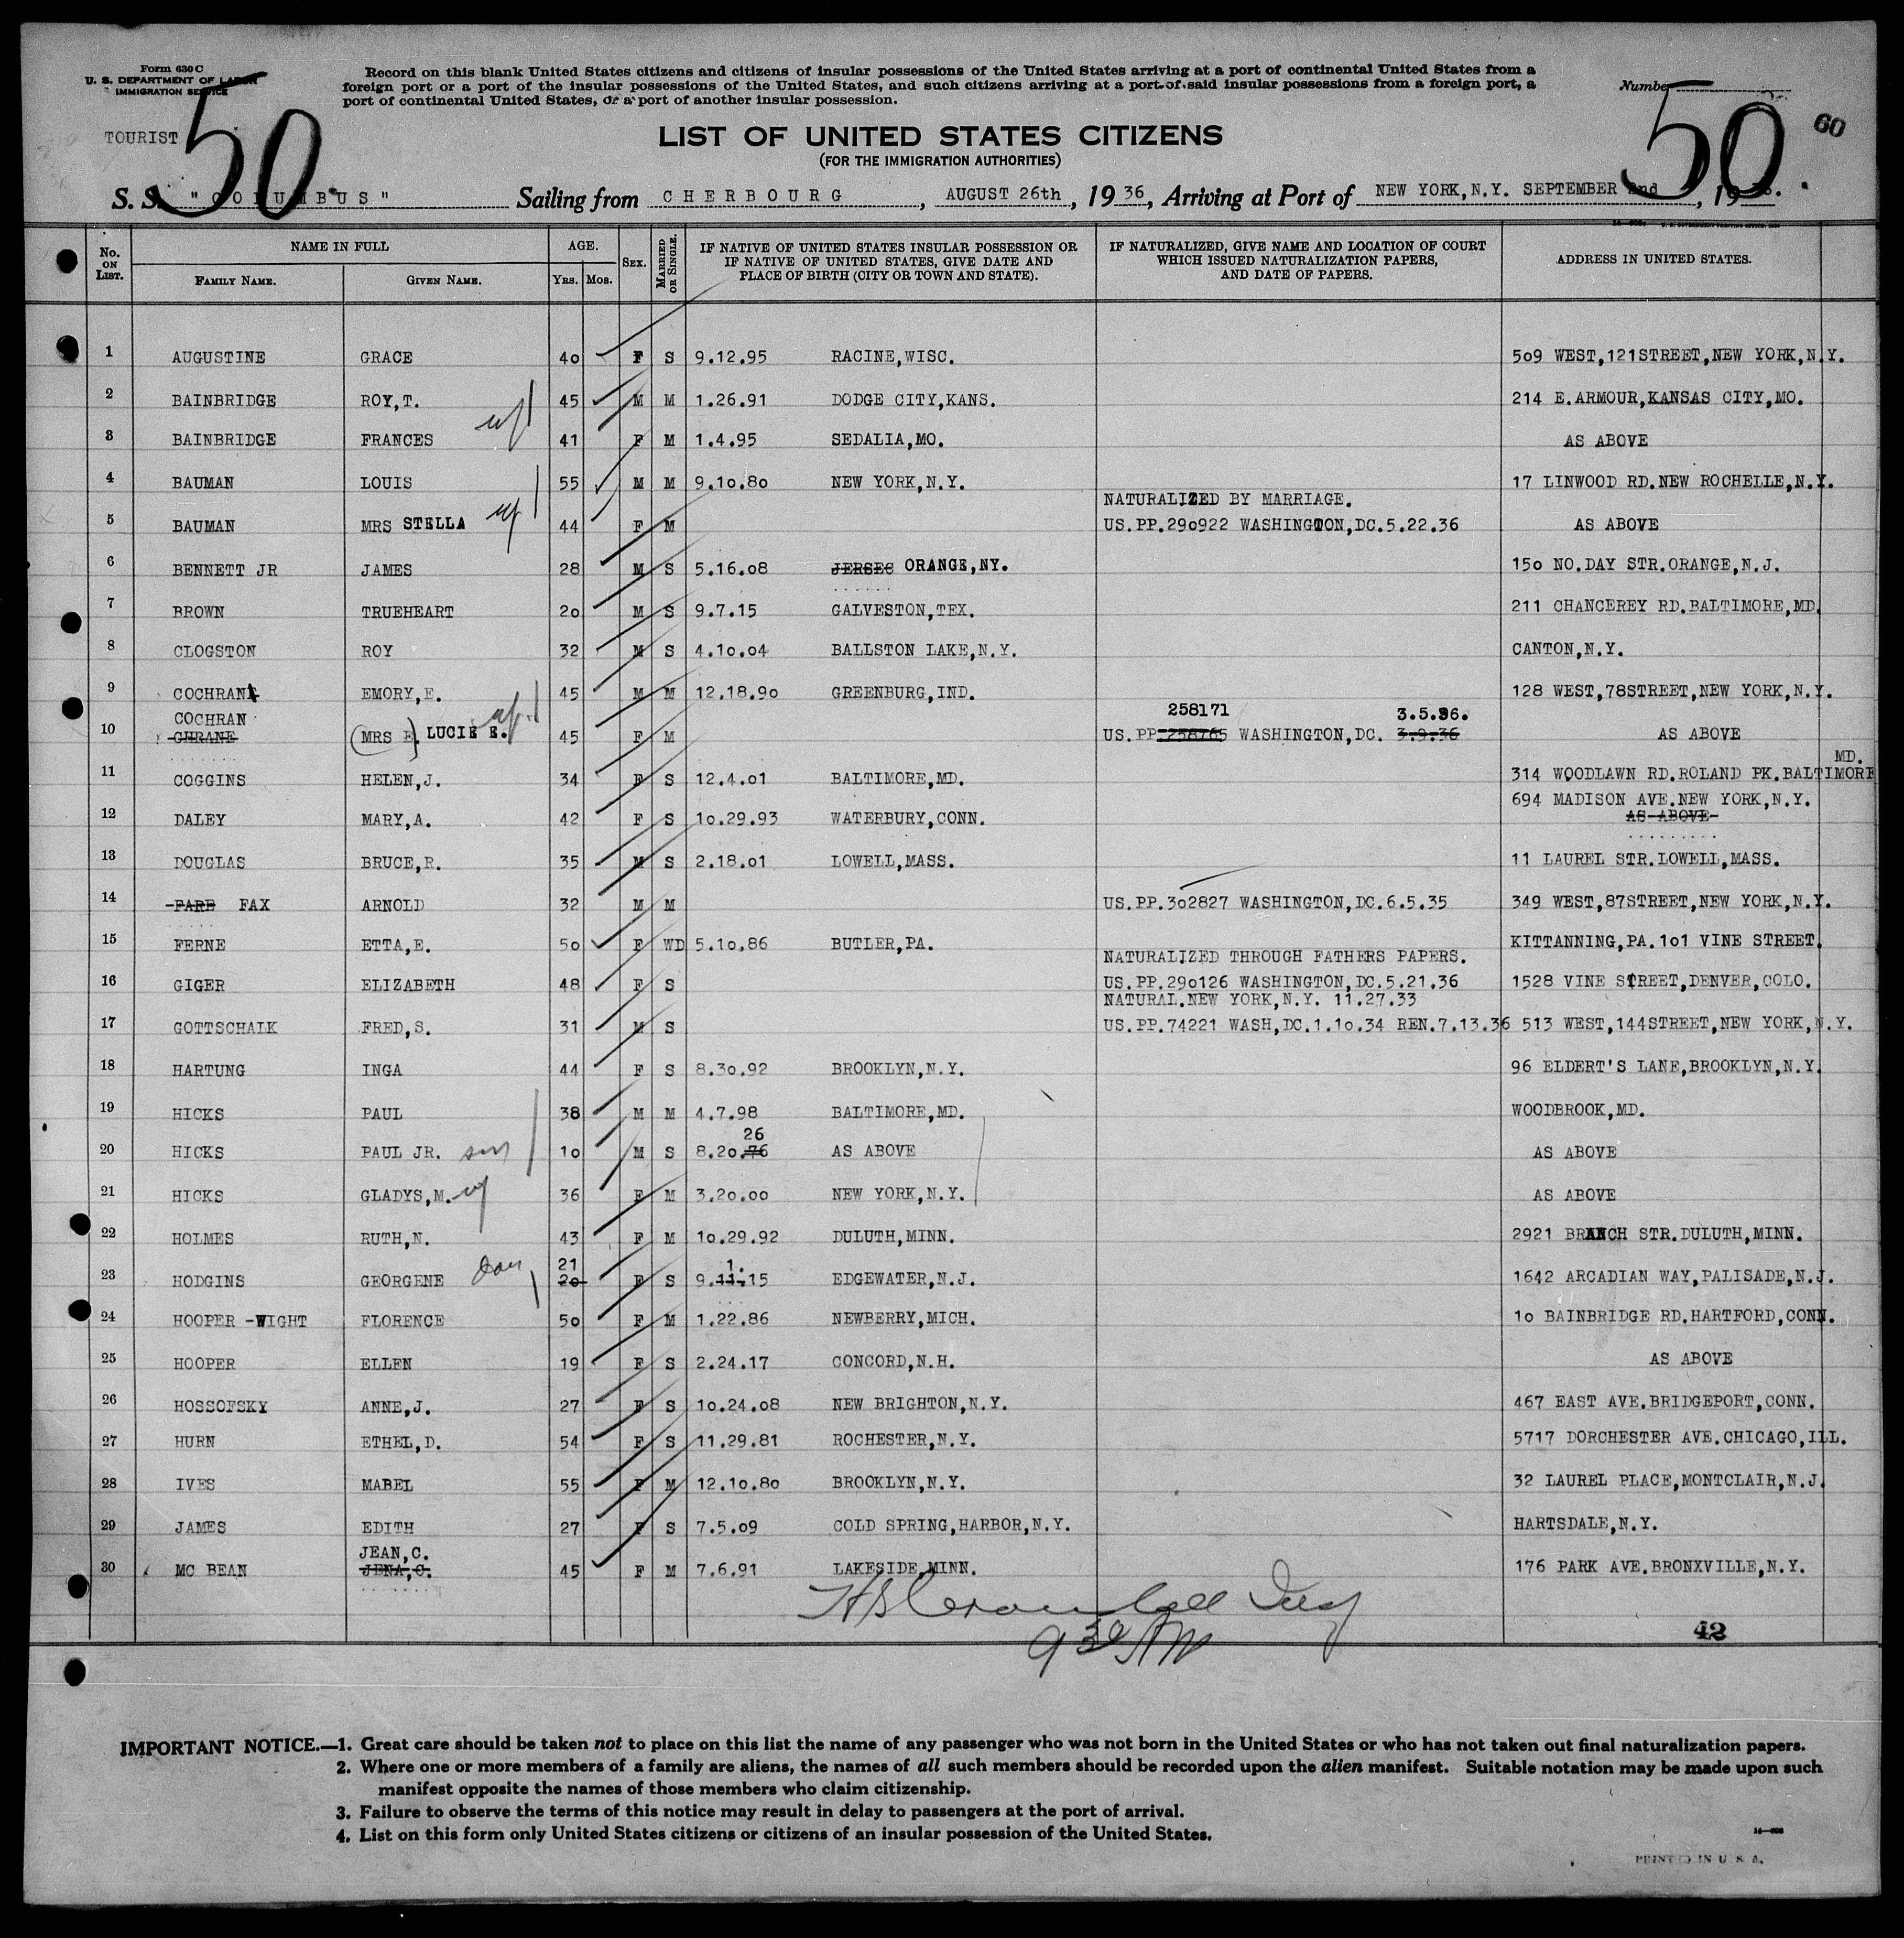 Form 630 C
U. S. DEPARTMENT OF LABOR
IMMIGRATION SERVICE
TOURIST
50
Record on this blank United States citizens and citizens of insular possessions of the United States arriving at a port of continental United States from a
foreign port or a port of the insular possessions of the United States, and such citizens arriving at a port of said insular possessions from a foreign port, a
port of continental United States, or a port of another insular possession.
Number
50
60
LIST OF UNITED STATES CITIZENS
(FOR THE IMMIGRATION AUTHORITIES)
S. S. "COLUMBUS" Sailing from CHERBOURG, AUGUST 26th, 1936, Arriving at Port of NEW YORK,N.Y. SEPTEMBER 2nd, 1936.
No. ON LIST. NAME IN FULL FAMILY NAME. GIVEN NAME. AGE. YRS. MOS. SEX. MARRIED OR SINGLE. IF NATIVE OF UNITED STATES INSULAR POSSESSION OR IF NATIVE OF UNITED STATES, GIVE DATE AND PLACE OF BIRTH (CITY OR TOWN AND STATE). IF NATURALIZED, GIVE NAME AND LOCATION OF COURT WHICH ISSUED NATURALIZATION PAPERS, AND DATE OF PAPERS. ADDRESS IN UNITED STATES.
1 AUGUSTINE GRACE 40 F S 9.12.95 RACINE,WISC. 509 WEST,121STREET,NEW YORK,N.Y.
2 BAINBRIDGE ROY,T. 45 M M 1.26.91 DODGE CITY,KANS. 214 E.ARMOUR,KANSAS CITY,MO.
3 BAINBRIDGE FRANCES wf 41 F M 1.4.95 SEDALIA,MO. AS ABOVE
4 BAUMAN LOUIS 55 M M 9.10.80 NEW YORK,N.Y. 17 LINWOOD RD.NEW ROCHELLE,N.Y.
NATURALIZED BY MARRIAGE.
5 BAUMAN MRS STELLA wf 44 F M US.PP.290922 WASHINGTON,DC.5.22.36 AS ABOVE
6 BENNETT JR JAMES 28 M S 5.16.08 JERSEC ORANGE,NY. 150 NO.DAY STR.ORANGE,N.J.
7 BROWN TRUEHEART 20 M S 9.7.15 GALVESTON,TEX. 211 CHANCEREY RD.BALTIMORE,MD.
8 CLOGSTON ROY 32 M S 4.10.04 BALLSTON LAKE,N.Y. CANTON,N.Y.
9 COCHRAN EMORY,E. 45 M M 12.18.90 GREENBURG,IND. 128 WEST,78STREET,NEW YORK,N.Y.
COCHRAN 258171 3.5.36.
10 CHRANE (MRS E) LUCIE E. wf 45 F M US.PP.258765 WASHINGTON,DC. 3.9.36 AS ABOVE
MD.
11 COGGINS HELEN,J. 34 F S 12.4.01 BALTIMORE,MD. 314 WOODLAWN RD.ROLAND PK.BALTIMORE
694 MADISON AVE.NEW YORK,N.Y.
12 DALEY MARY,A. 42 F S 10.29.93 WATERBURY,CONN. AS ABOVE
13 DOUGLAS BRUCE,R. 35 M S 2.18.01 LOWELL,MASS. 11 LAUREL STR.LOWELL,MASS.
14 FARB FAX ARNOLD 32 M M US.PP.302827 WASHINGTON,DC.6.5.35 349 WEST,87STREET,NEW YORK,N.Y.
15 FERNE ETTA,E. 50 F WD 5.10.86 BUTLER,PA. KITTANNING,PA.101 VINE STREET.
NATURALIZED THROUGH FATHERS PAPERS.
16 GIGER ELIZABETH 48 F S US.PP.290126 WASHINGTON,DC.5.21.36 1528 VINE STREET,DENVER,COLO.
NATURAL.NEW YORK,N.Y. 11.27.33
17 GOTTSCHALK FRED,S. 31 M S US.PP.74221 WASH,DC.1.10.34 REN.7.13.36 513 WEST,144STREET,NEW YORK,N.Y.
18 HARTUNG INGA 44 F S 8.30.92 BROOKLYN,N.Y. 96 ELDERT'S LANE,BROOKLYN,N.Y.
19 HICKS PAUL 38 M M 4.7.98 BALTIMORE,MD. WOODBROOK,MD.
26
20 HICKS PAUL JR. son 10 M S 8.20.76 AS ABOVE AS ABOVE
21 HICKS GLADYS,M. wf 36 F M 3.20.00 NEW YORK,N.Y. AS ABOVE
22 HOLMES RUTH,N. 43 F M 10.29.92 DULUTH,MINN. 2921 BRANCH STR.DULUTH,MINN.
21 1.
23 HODGINS GEORGENE dau 20 F S 9.11.15 EDGEWATER,N.J. 1642 ARCADIAN WAY,PALISADE,N.J.
24 HOOPER -WIGHT FLORENCE 50 F M 1.22.86 NEWBERRY,MICH. 10 BAINBRIDGE RD.HARTFORD,CONN.
25 HOOPER ELLEN 19 F S 2.24.17 CONCORD,N.H. AS ABOVE
26 HOSSOFSKY ANNE,J. 27 F S 10.24.08 NEW BRIGHTON,N.Y. 467 EAST AVE.BRIDGEPORT,CONN.
27 HURN ETHEL,D. 54 F S 11.29.81 ROCHESTER,N.Y. 5717 DORCHESTER AVE.CHICAGO,ILL.
28 IVES MABEL 55 F M 12.10.80 BROOKLYN,N.Y. 32 LAUREL PLACE,MONTCLAIR,N.J.
29 JAMES EDITH 27 F S 7.5.09 COLD SPRING,HARBOR,N.Y. HARTSDALE,N.Y.
JEAN,C.
30 MC BEAN JENA,C. 45 F M 7.6.91 LAKESIDE,MINN. 176 PARK AVE.BRONXVILLE,N.Y.
9 30 AM
42
IMPORTANT NOTICE.—1. Great care should be taken not to place on this list the name of any passenger who was not born in the United States or who has not taken out final naturalization papers.
2. Where one or more members of a family are aliens, the names of all such members should be recorded upon the alien manifest. Suitable notation may be made upon such
manifest opposite the names of those members who claim citizenship.
3. Failure to observe the terms of this notice may result in delay to passengers at the port of arrival.
4. List on this form only United States citizens or citizens of an insular possession of the United States.
PRINTED IN U S A.